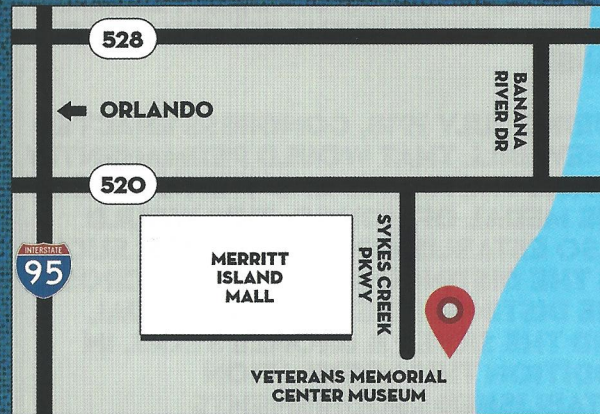 528
BANANA
RIVER DR
ORLANDO
520
MERRITT
ISLAND
MALL
SYKES CREEK
PKWY
INTERSTATE
95
VETERANS MEMORIAL
CENTER MUSEUM